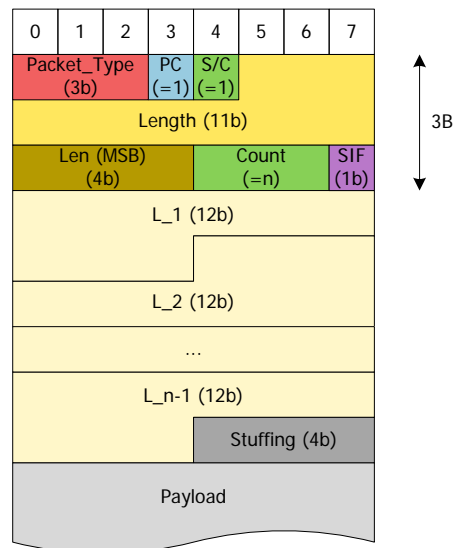 0 1 2 3 4 5 6 7
Packet_Type PC S/C
(3b) (=1) (=1)
Length (11b)
3B
Len (MSB) Count SIF
(4b) (=n) (1b)
L_1 (12b)
L_2 (12b)
...
L_n-1 (12b)
Stuffing (4b)
Payload